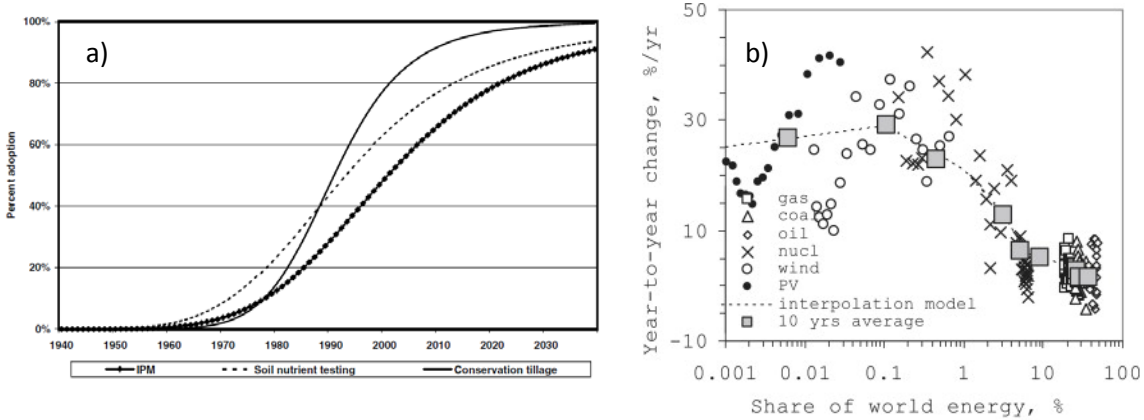 a)
100%
80%
60%
40%
20%
0%
Percent adoption
1940 1950 1960 1970 1980 1990 2000 2010 2020 2030
IPM Soil nutrient testing Conservation tillage
b)
50
30
10
-10
Year-to-year change, %/yr
gas
coa.
oil
nucl
wind
PV
interpolation model
10 yrs average
0.001 0.01 0.1 1 10 100
Share of world energy, %